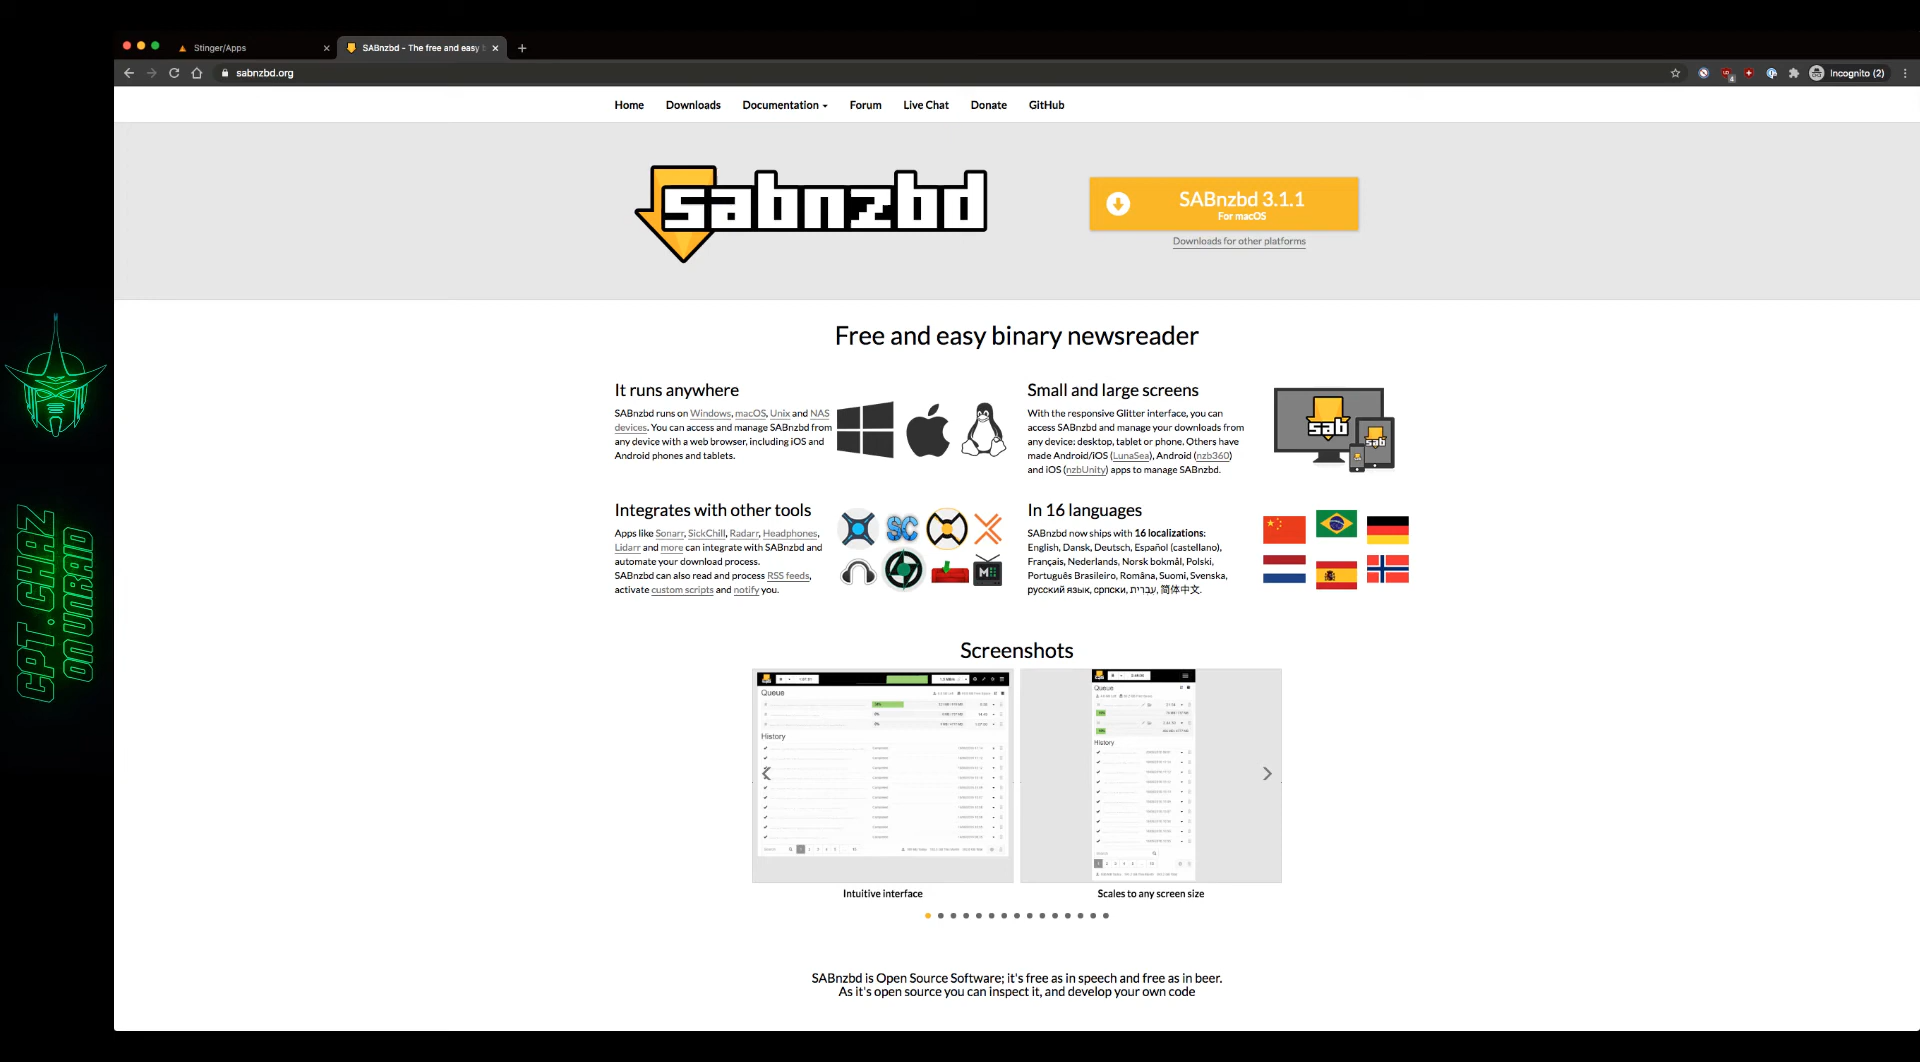 Stinger/Apps
SABnzbd - The free and easy
sabnzbd.org
Incognito (2)
Home
Downloads
Documentation
Forum
Live Chat
Donate
GitHub
sabnzbd
SABnzbd 3.1.1
For macOS
Downloads for other platforms
Free and easy binary newsreader
It runs anywhere
SABnzbd runs on Windows, macOS, Unix and NAS
devices. You can access and manage SABnzbd from
any device with a web browser, including iOS and
Android phones and tablets.
Small and large screens
With the responsive Glitter interface, you can
access SABnzbd and manage your downloads from
any device: desktop, tablet or phone. Others have
made Android/iOS (LunaSea), Android (nzb360)
and iOS (nzbUnity) apps to manage SABnzbd.
sab
sab
Integrates with other tools
Apps like Sonarr, SickChill, Radarr, Headphones,
Lidarr and more can integrate with SABnzbd and
automate your download process.
SABnzbd can also read and process RSS feeds,
activate custom scripts and notify you.
SC
In 16 languages
SABnzbd now ships with 16 localizations:
English, Dansk, Deutsch, Español (castellano),
Français, Nederlands, Norsk bokmål, Polski,
Português Brasileiro, Româna, Suomi, Svenska,
русский язык, српски, עברית, 简体中文.
Screenshots
Queue
History
Queue
History
Intuitive interface
Scales to any screen size
SABnzbd is Open Source Software; it's free as in speech and free as in beer.
As it's open source you can inspect it, and develop your own code
CPT. CHAZ
ON UNRAID